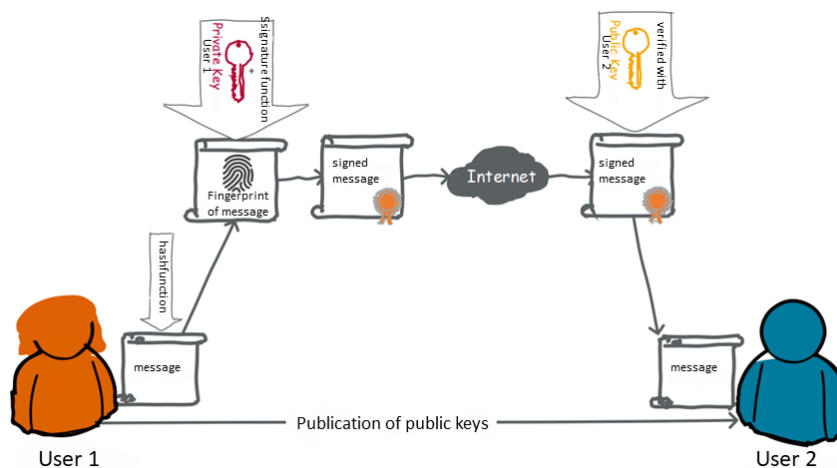 Ssignature function
Private Key
User 1
verified with
Public Key
User 2
Fingerprint
of message
signed
message
Internet
signed
message
hashfunction
message
message
Publication of public keys
User 1
User 2